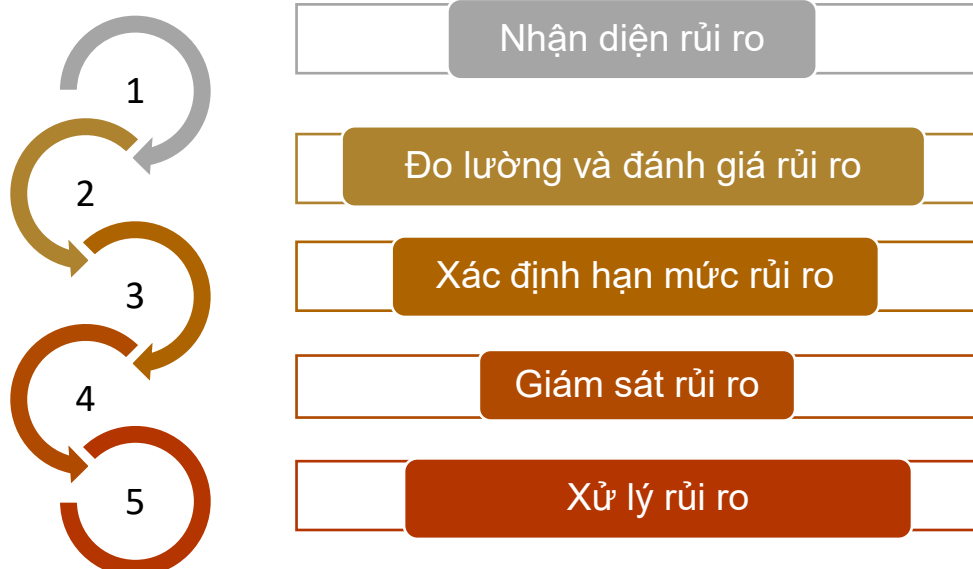 1
Nhận diện rủi ro
2
Đo lường và đánh giá rủi ro
3
Xác định hạn mức rủi ro
4
Giám sát rủi ro
5
Xử lý rủi ro